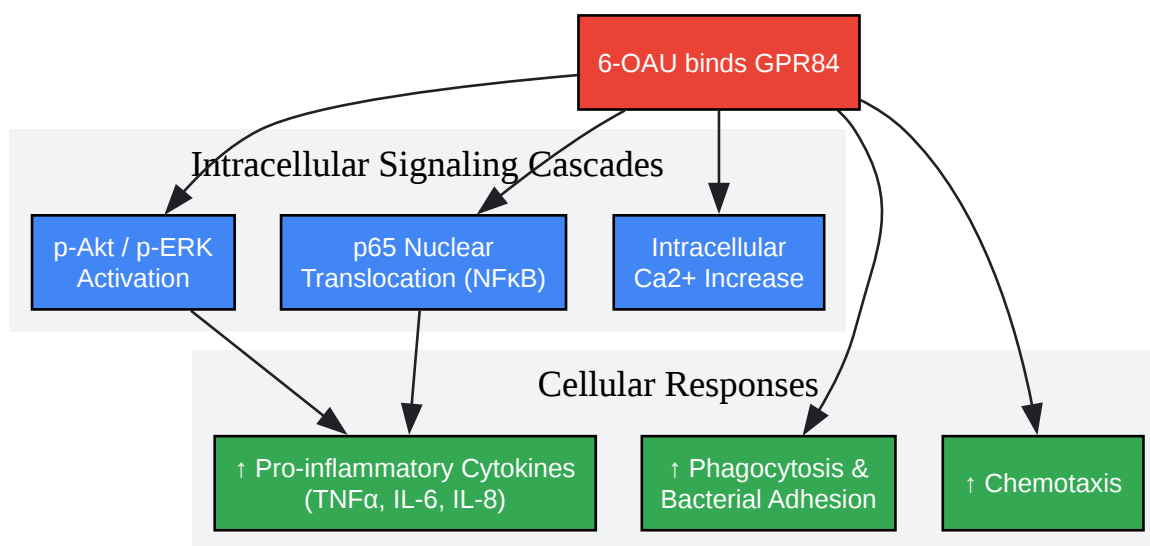 6-OAU binds GPR84
Intracellular Signaling Cascades
p-Akt / p-ERK
Activation
p65 Nuclear
Translocation (NFκB)
Intracellular
Ca2+ Increase
Cellular Responses
↑ Pro-inflammatory Cytokines
(TNFα, IL-6, IL-8)
↑ Phagocytosis &
Bacterial Adhesion
↑ Chemotaxis